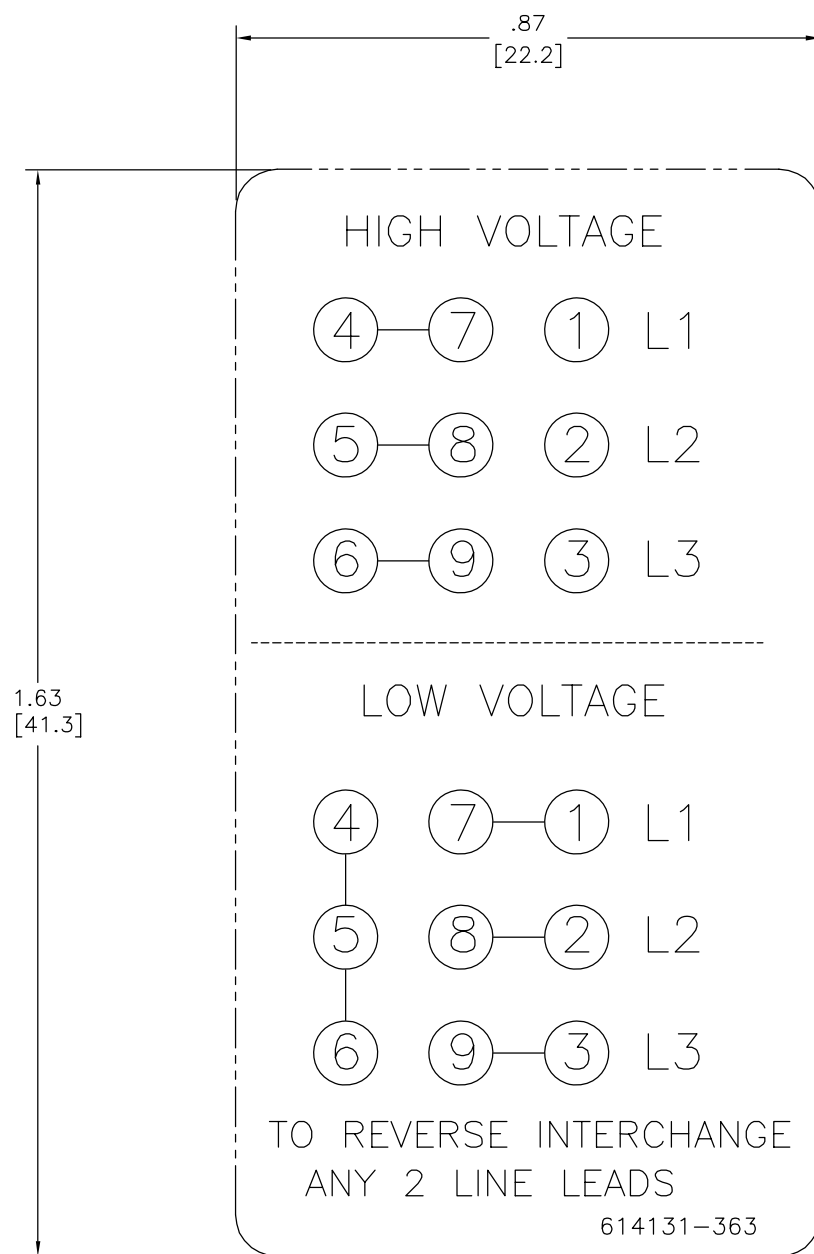 .87
[22.2]
HIGH VOLTAGE
4 7 1 L1
5 8 2 L2
6 9 3 L3
1.63
[41.3]
LOW VOLTAGE
4 7 1 L1
5 8 2 L2
6 9 3 L3
TO REVERSE INTERCHANGE
ANY 2 LINE LEADS
614131-363